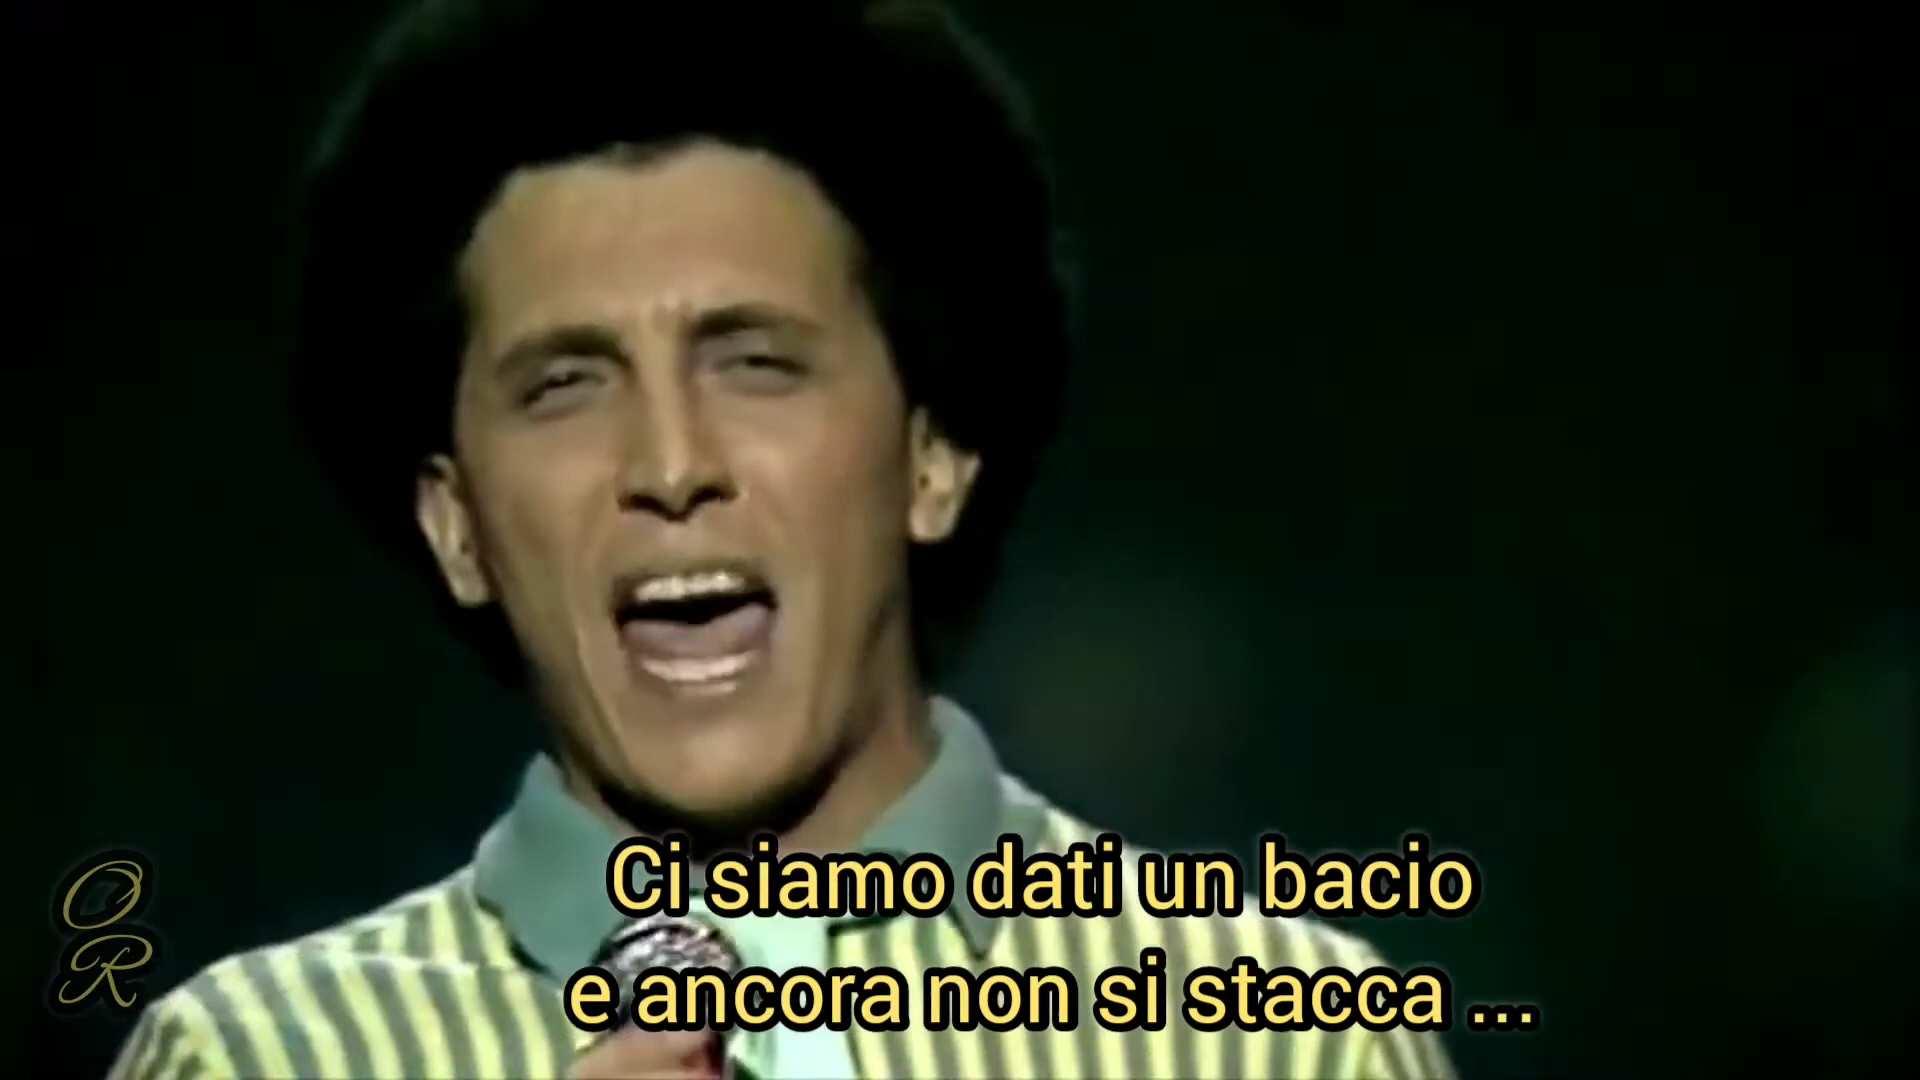 Ci siamo dati un bacio
e ancora non si stacca ...
O
R